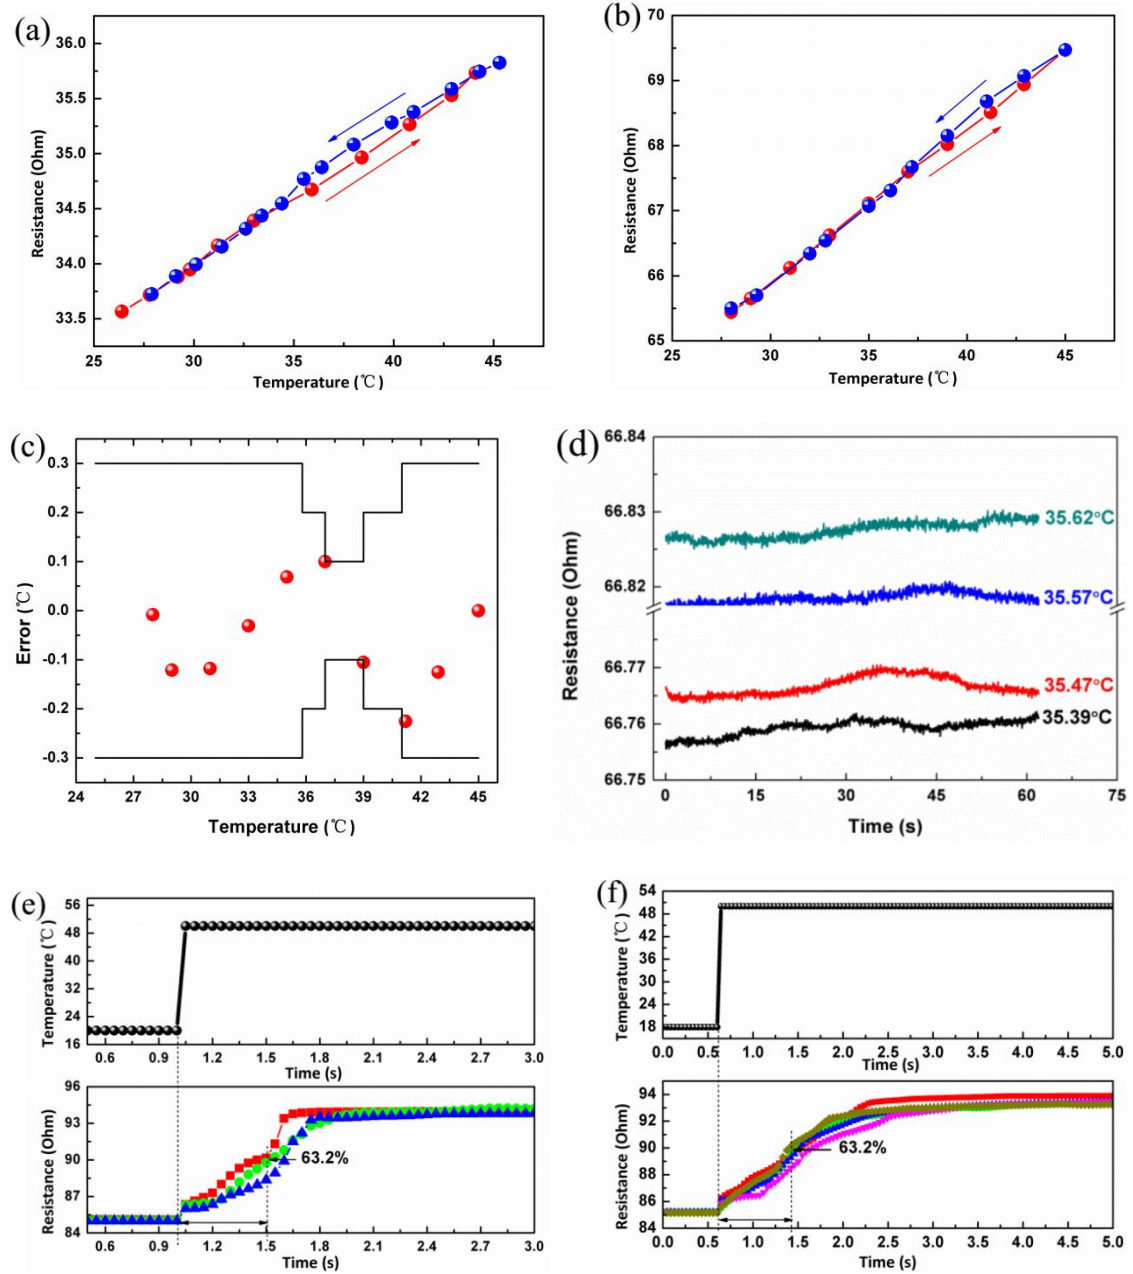 (a)
36.0
35.5
35.0
34.5
34.0
33.5
Resistance (Ohm)
25 30 35 40 45
Temperature (℃)
(b)
70
69
68
67
66
65
Resistance (Ohm)
25 30 35 40 45
Temperature (℃)
(c)
0.3
0.2
0.1
0.0
-0.1
-0.2
-0.3
Error (℃)
24 27 30 33 36 39 42 45
Temperature (℃)
(d)
66.84
66.83
66.82
66.77
66.76
66.75
Resistance (Ohm)
35.62°C
35.57°C
35.47°C
35.39°C
0 15 30 45 60 75
Time (s)
(e)
56
48
40
32
24
16
Temperature (℃)
0.6 0.9 1.2 1.5 1.8 2.1 2.4 2.7 3.0
Time (s)
96
93
90
87
84
Resistance (Ohm)
63.2%
0.6 0.9 1.2 1.5 1.8 2.1 2.4 2.7 3.0
Time (s)
(f)
54
48
42
36
30
24
18
Temperature (℃)
0.0 0.5 1.0 1.5 2.0 2.5 3.0 3.5 4.0 4.5 5.0
Time (s)
94
92
90
88
86
84
Resistance (Ohm)
63.2%
0.0 0.5 1.0 1.5 2.0 2.5 3.0 3.5 4.0 4.5 5.0
Time (s)